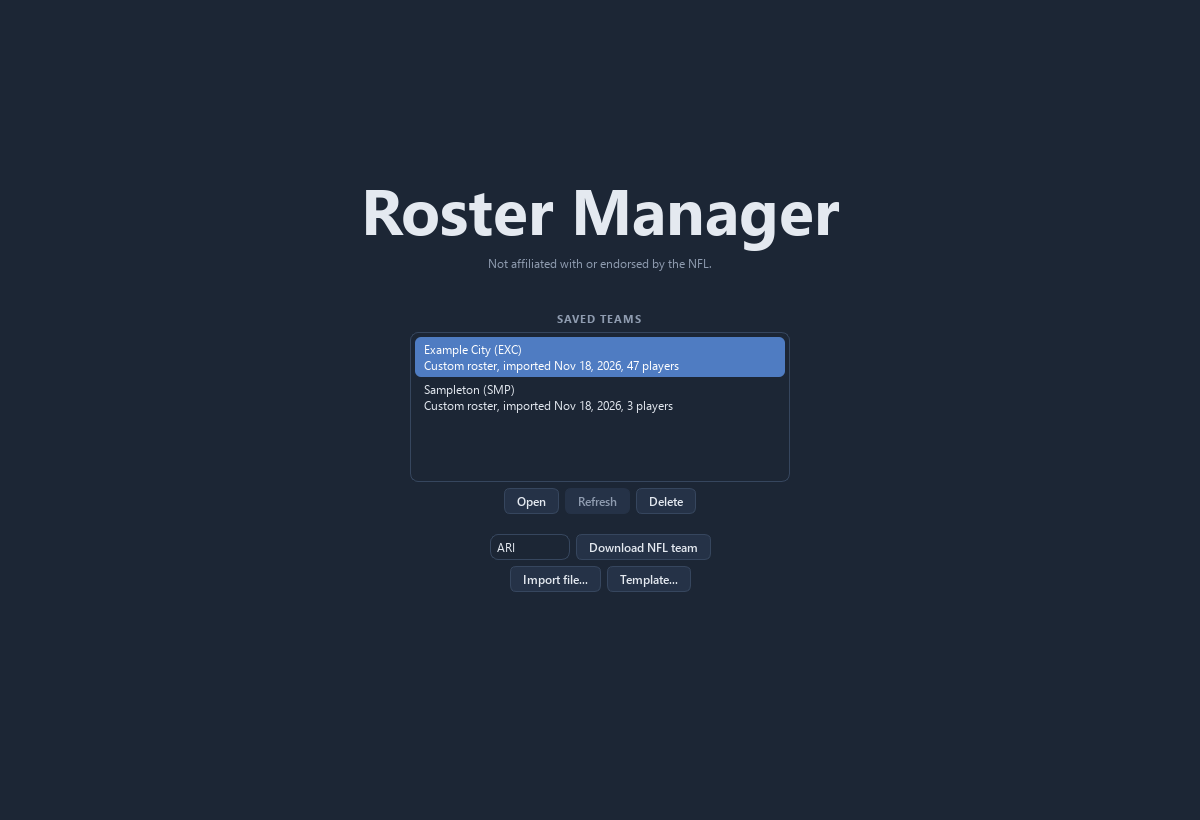 Roster Manager
Not affiliated with or endorsed by the NFL.
SAVED TEAMS
Example City (EXC)
Custom roster, imported Nov 18, 2026, 47 players
Sampleton (SMP)
Custom roster, imported Nov 18, 2026, 3 players
Open Refresh Delete
ARI Download NFL team
Import file... Template...